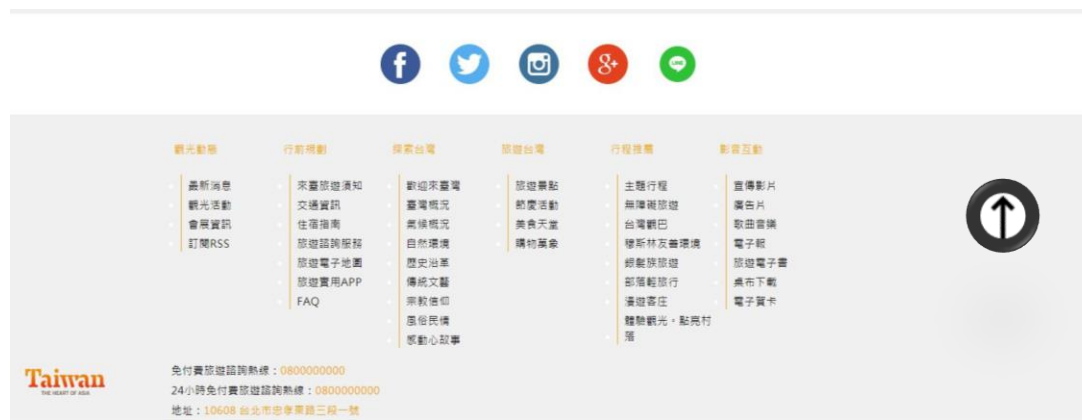 f
8+
LINE
觀光動態
最新消息
觀光活動
會展資訊
訂閱RSS
行前規劃
來臺旅遊須知
交通資訊
住宿指南
旅遊諮詢服務
旅遊電子地圖
旅遊實用APP
FAQ
探索台灣
歡迎來臺灣
臺灣概況
氣候概況
自然環境
歷史沿革
傳統文藝
宗教信仰
風俗民情
感動心故事
旅遊台灣
旅遊景點
節慶活動
美食天堂
購物萬象
行程推薦
主題行程
無障礙旅遊
台灣觀巴
穆斯林友善環境
銀髮族旅遊
部落輕旅行
漫遊客庄
體驗觀光。點亮村
落
影音互動
宣傳影片
廣告片
歌曲音樂
電子報
旅遊電子書
桌布下載
電子賀卡
Taiwan
THE HEART OF ASIA
免付費旅遊諮詢熱線：0800000000
24小時免付費旅遊諮詢熱線：0800000000
地址：10608 台北市忠孝東路三段一號